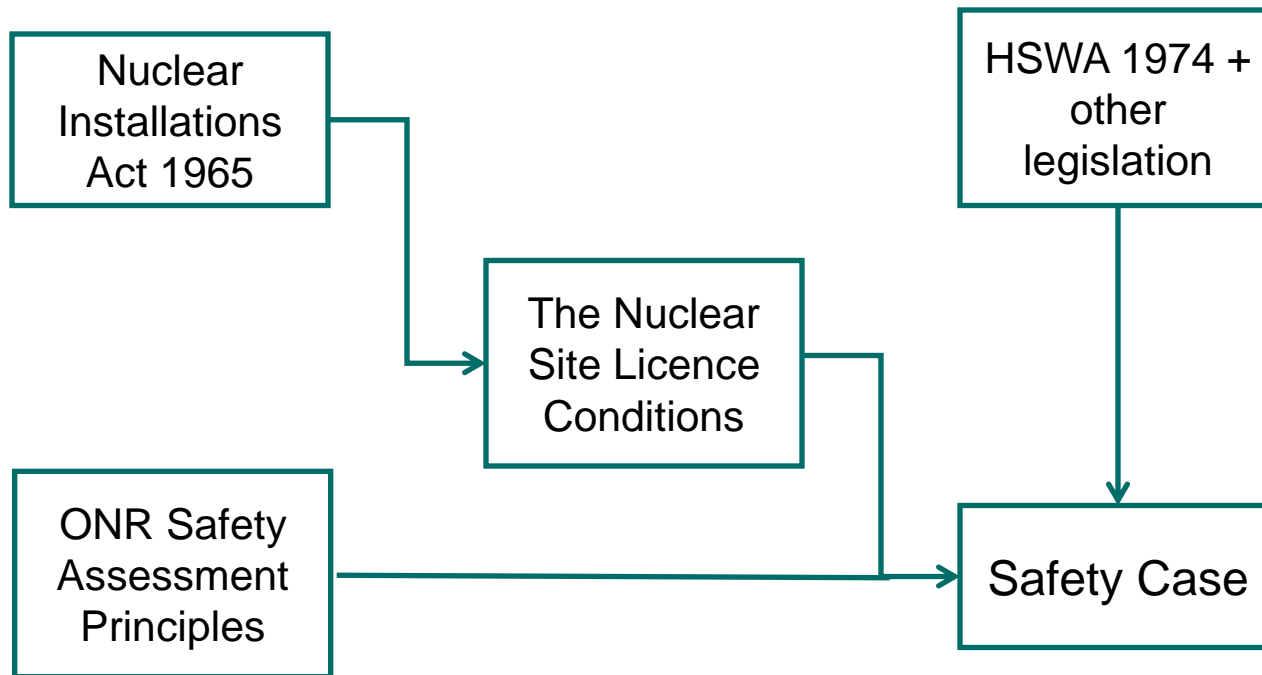 Nuclear
Installations
Act 1965
HSWA 1974 +
other
legislation
The Nuclear
Site Licence
Conditions
ONR Safety
Assessment
Principles
Safety Case